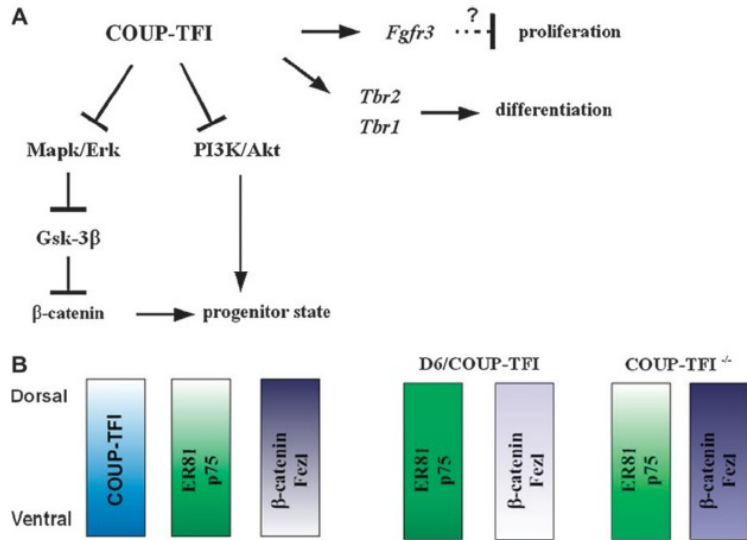 A
COUP-TFI
Fgfr3
?
proliferation
Tbr2
Tbr1
differentiation
Mapk/Erk
PI3K/Akt
Gsk-3β
β-catenin
progenitor state
B
D6/COUP-TFI
COUP-TFI -/-
Dorsal
Ventral
COUP-TFI
ER81
p75
β-catenin
Fezl
ER81
p75
β-catenin
Fezl
ER81
p75
β-catenin
Fezl